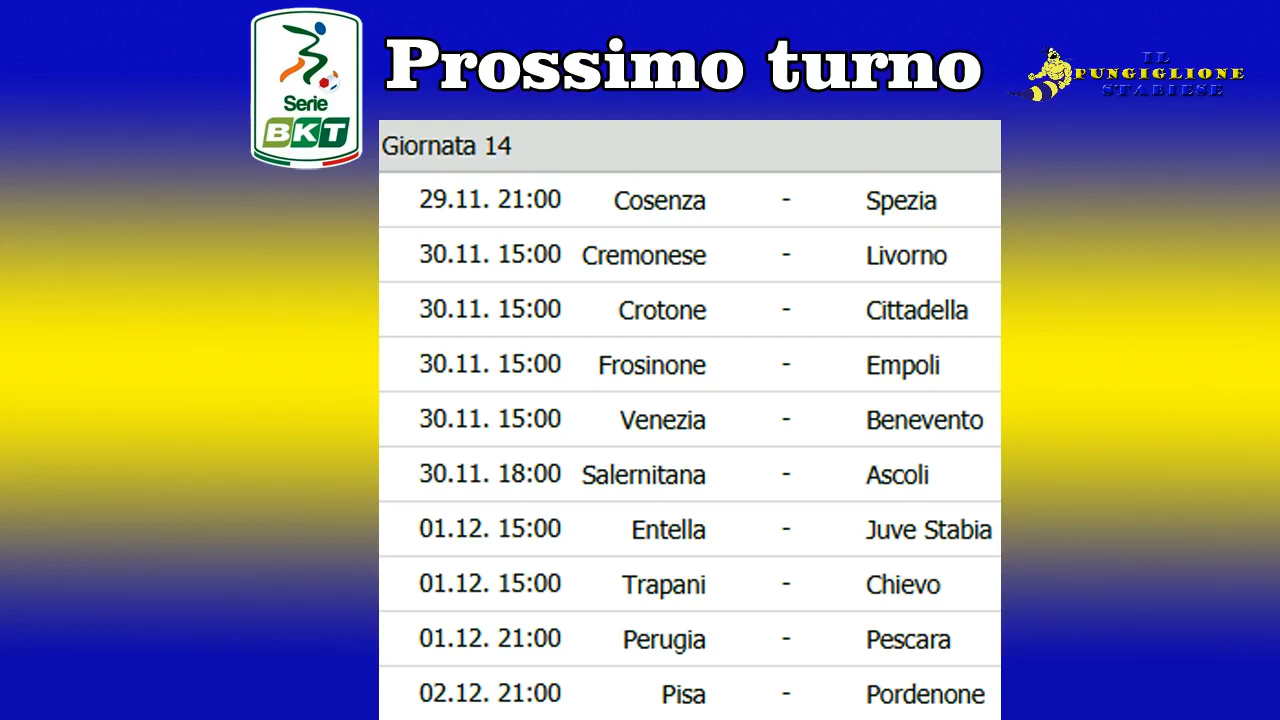 Prossimo turno
Serie
BKT
IL
PUNGIGLIONE
STABIESE
Giornata 14
29.11. 21:00 Cosenza - Spezia
30.11. 15:00 Cremonese - Livorno
30.11. 15:00 Crotone - Cittadella
30.11. 15:00 Frosinone - Empoli
30.11. 15:00 Venezia - Benevento
30.11. 18:00 Salernitana - Ascoli
01.12. 15:00 Entella - Juve Stabia
01.12. 15:00 Trapani - Chievo
01.12. 21:00 Perugia - Pescara
02.12. 21:00 Pisa - Pordenone